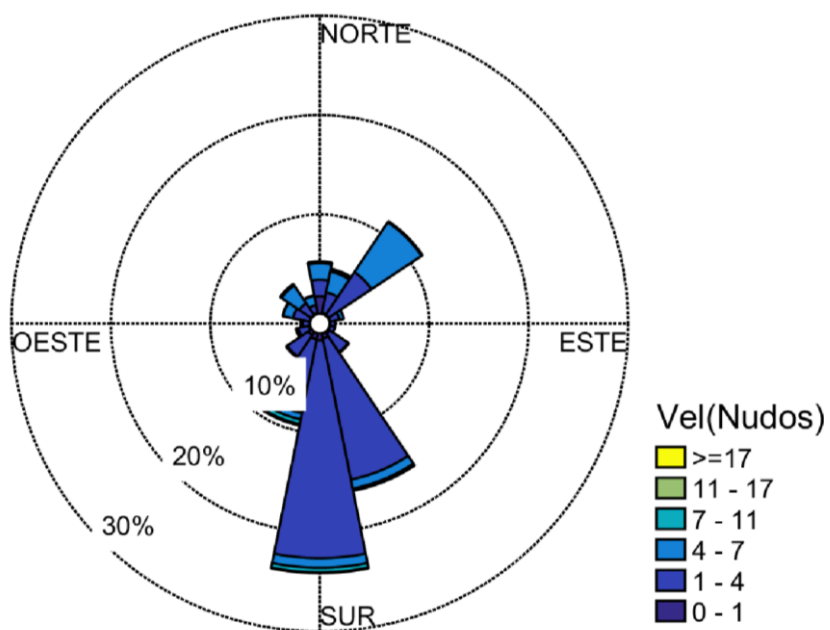 NORTE
OESTE
ESTE
10%
20%
30%
SUR
Vel(Nudos)
>=17
11 - 17
7 - 11
4 - 7
1 - 4
0 - 1